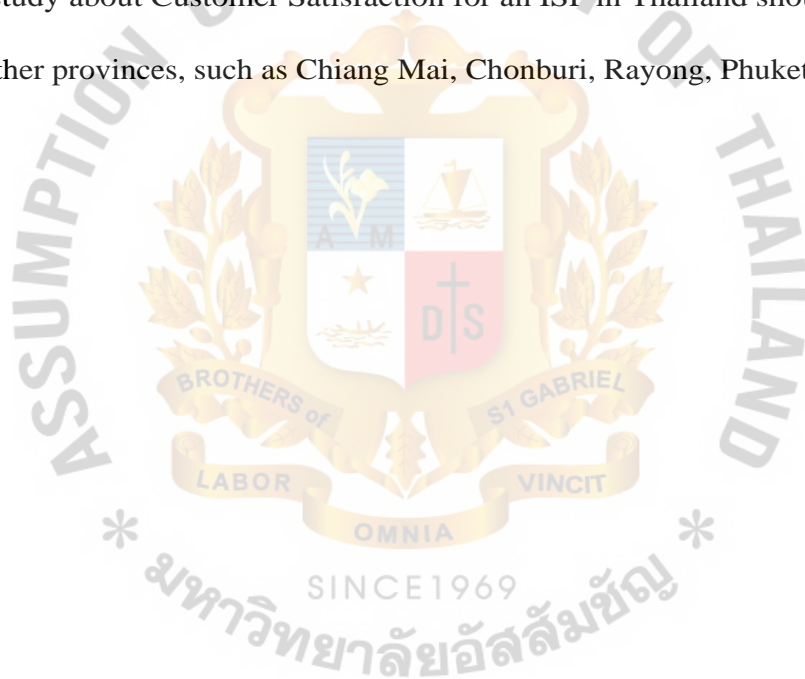 tudy about Customer Satisfaction for an ISP in Thailand
ther provinces, such as Chiang Mai, Chonburi, Rayong, Phuket
ASSUMPTION
OF THAILAND
A M
D S
BROTHERS of
ST GABRIEL
LABOR
VINCIT
OMNIA
SINCE1969
มหาวิทยาลัยอัสสัมชัญ